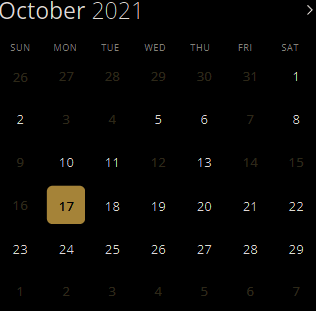 October 2021
SUN MON TUE WED THU FRI SAT
26 27 28 29 30 31 1
2 3 4 5 6 7 8
9 10 11 12 13 14 15
16 17 18 19 20 21 22
23 24 25 26 27 28 29
1 2 3 4 5 6 7